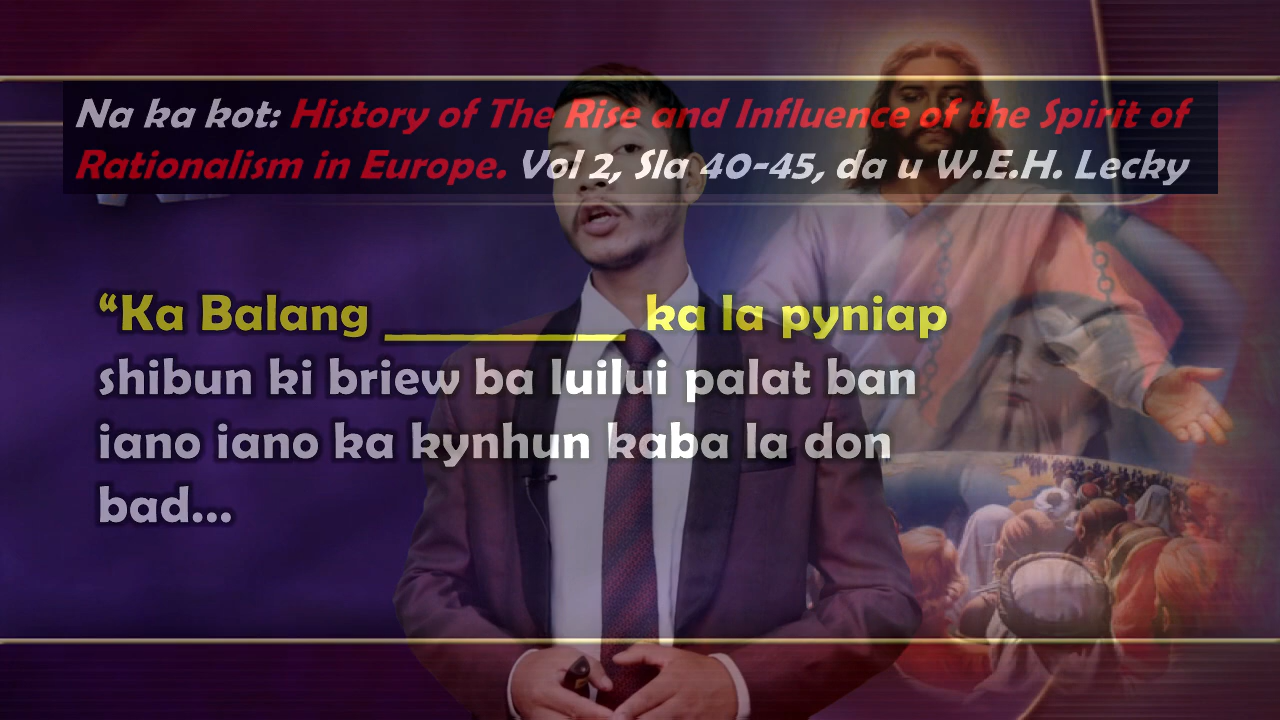 Na ka kot: History of The Rise and Influence of the Spirit of
Rationalism in Europe. Vol 2, Sla 40-45, da u W.E.H. Lecky
“Ka Balang __________ ka la pyniap
shibun ki briew ba luilui palat ban
iano iano ka kynhun kaba la don
bad...